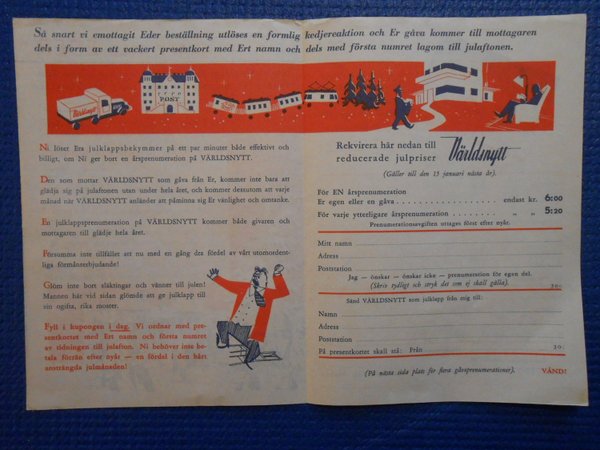 Så snart vi emottagit Eder beställning utlöses en formlig kedjereaktion och Er gåva kommer till mottagaren
dels i form av ett vackert presentkort med Ert namn och dels med första numret lagom till julaftonen.
Världsnytt
POST
Ni löser Era julklappsbekymmer på ett par minuter både effektivt och
billigt, om Ni ger bort en årsprenumeration på VÄRLDSNYTT.
Den som mottar VÄRLDSNYTT som gåva från Er, kommer inte bara att
glädja sig på julaftonen utan under hela året, och kommer dessutom att varje
månad när VÄRLDSNYTT anländer att påminna sig Er vänlighet och omtanke.
En julklappsprenumeration på VÄRLDSNYTT kommer både givaren och
mottagaren till glädje hela året.
Försumma inte tillfället att nu med en gång dra fördel av vårt utomordent-
liga förmånserbjudande!
Glöm inte bort släktingar och vänner till julen!
Mannen här vid sidan glömde att ge julklapp till
sin ogifta, rika moster.
Fyll i kupongen i dag. Vi ordnar med pre-
sentkortet med Ert namn och första numret
av tidningen till julafton. Ni behöver inte be-
tala förrän efter nyår — en fördel i den hårt
ansträngda julmånaden!
Rekvirera här nedan till
reducerade julpriser
Världsnytt
(Gäller till den 15 januari nästa år).
För EN årsprenumeration
Er egen eller en gåva endast kr. 6:00
För varje ytterligare årsprenumeration „ „ 5:20
Prenumerationsavgiften uttages först efter nyår.
Mitt namn
Adress
Poststation
Jag — önskar — önskar icke — prenumeration för egen del.
(Skriv tydligt och stryk det som ej skall gälla).
Sänd VÄRLDSNYTT som julklapp från mig till:
Namn
Adress
Poststation
På presentkortet skall stå: Från
(På nästa sida plats för flera gåvoprenumerationer).
VÄND!